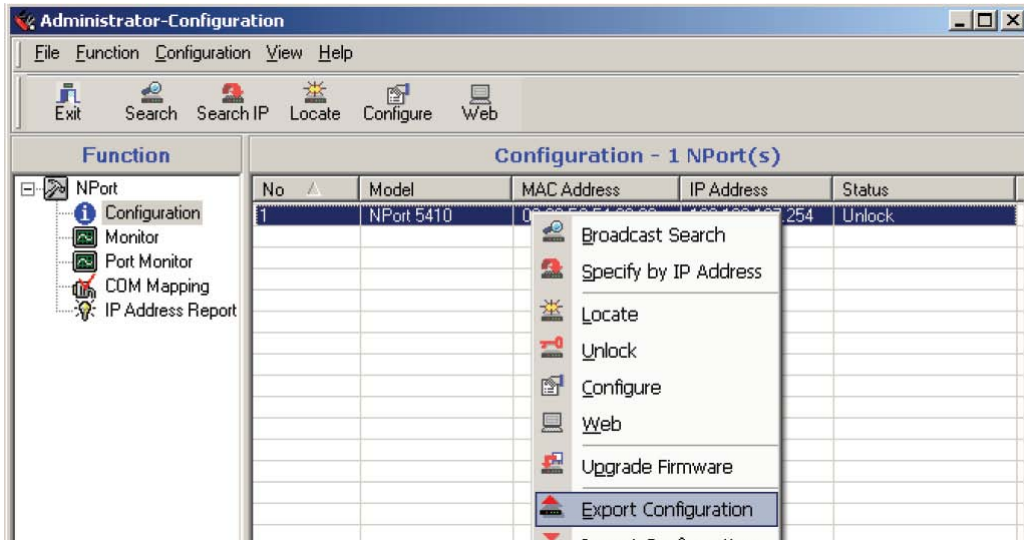 Administrator-Configuration
File Function Configuration View Help
Exit Search Search IP Locate Configure Web
Function
Configuration - 1 NPort(s)
NPort
Configuration
Monitor
Port Monitor
COM Mapping
IP Address Report
No Model MAC Address IP Address Status
1 NPort 5410 .254 Unlock
Broadcast Search
Specify by IP Address
Locate
Unlock
Configure
Web
Upgrade Firmware
Export Configuration